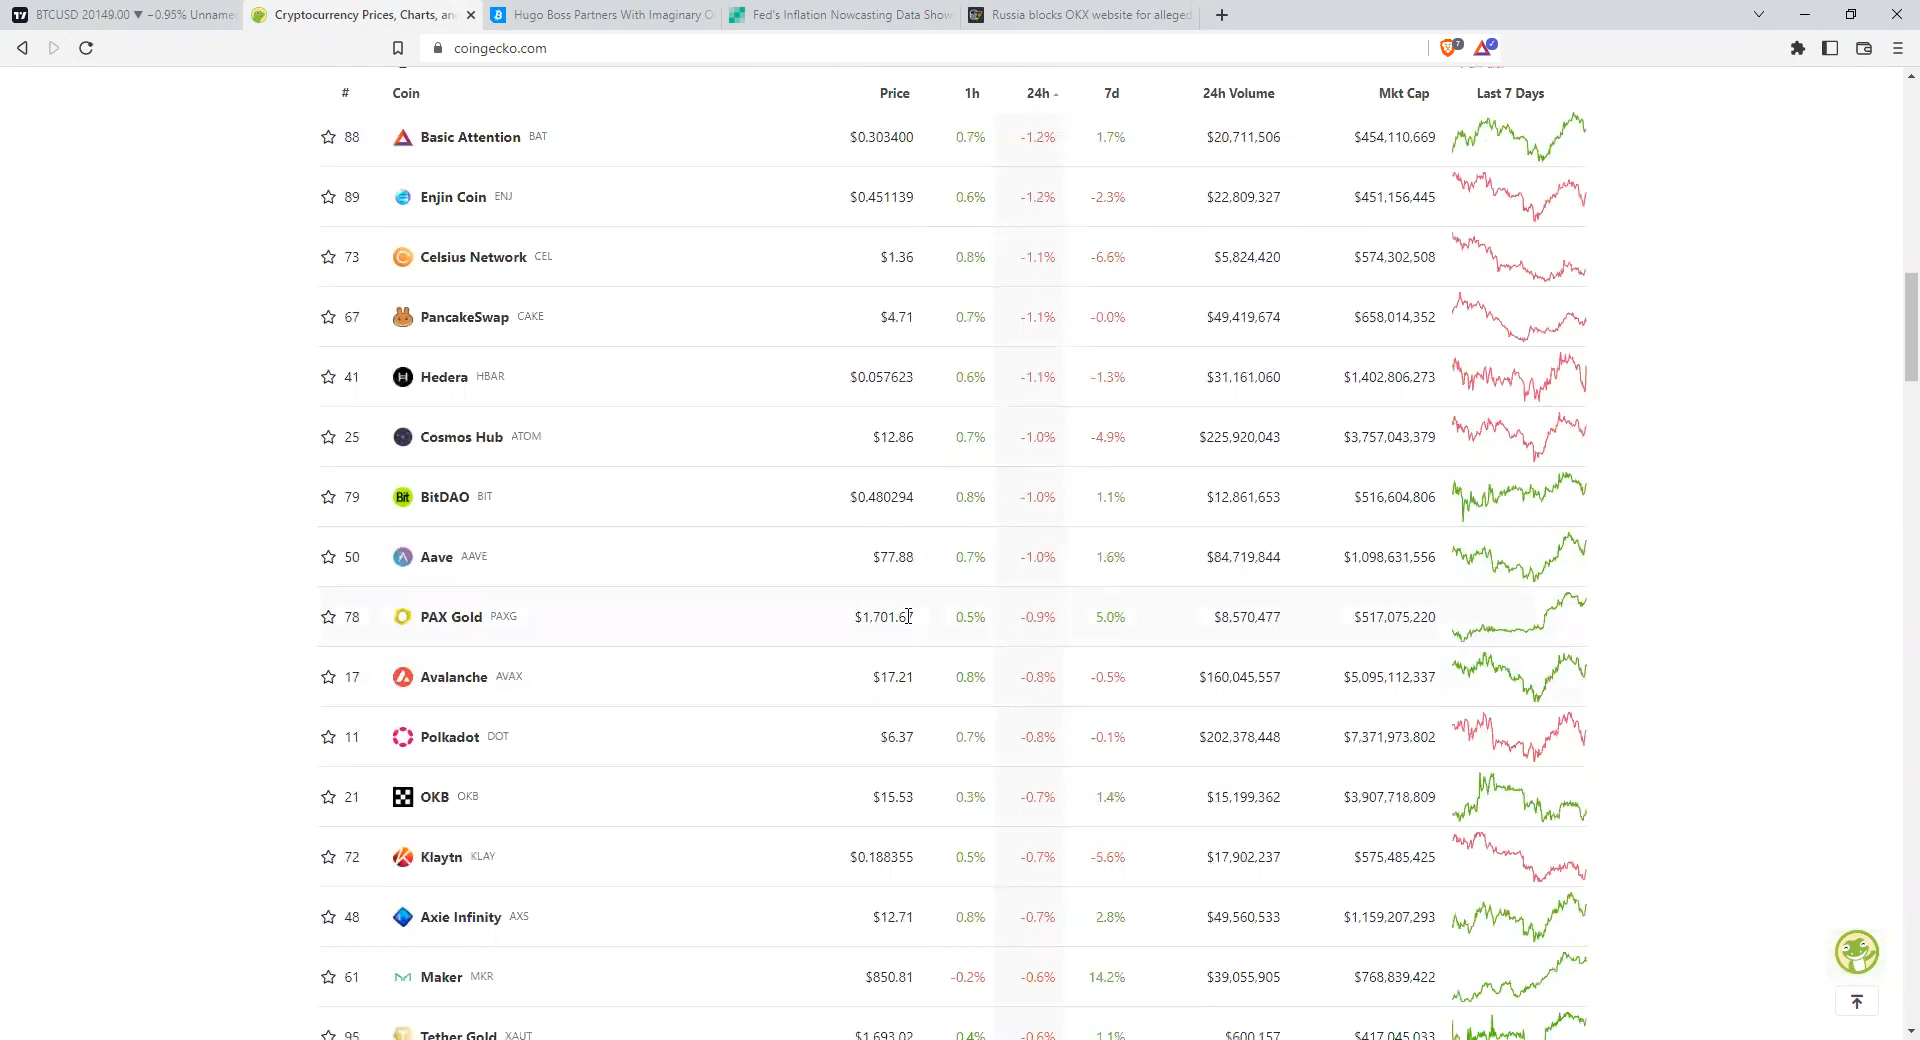 BTCUSD 20149.00 ▼ −0.95% Unname
Cryptocurrency Prices, Charts, an
Hugo Boss Partners With Imaginary O
Fed's Inflation Nowcasting Data Show
Russia blocks OKX website for alleged
coingecko.com
7
# Coin Price 1h 24h 7d 24h Volume Mkt Cap Last 7 Days
88 Basic Attention BAT $0.303400 0.7% -1.2% 1.7% $20,711,506 $454,110,669
89 Enjin Coin ENJ $0.451139 0.6% -1.2% -2.3% $22,809,327 $451,156,445
73 Celsius Network CEL $1.36 0.8% -1.1% -6.6% $5,824,420 $574,302,508
67 PancakeSwap CAKE $4.71 0.7% -1.1% -0.0% $49,419,674 $658,014,352
41 Hedera HBAR $0.057623 0.6% -1.1% -1.3% $31,161,060 $1,402,806,273
25 Cosmos Hub ATOM $12.86 0.7% -1.0% -4.9% $225,920,043 $3,757,043,379
79 Bit BitDAO BIT $0.480294 0.8% -1.0% 1.1% $12,861,653 $516,604,806
50 Aave AAVE $77.88 0.7% -1.0% 1.6% $84,719,844 $1,098,631,556
78 PAX Gold PAXG $1,701.67 0.5% -0.9% 5.0% $8,570,477 $517,075,220
17 Avalanche AVAX $17.21 0.8% -0.8% -0.5% $160,045,557 $5,095,112,337
11 Polkadot DOT $6.37 0.7% -0.8% -0.1% $202,378,448 $7,371,973,802
21 OKB OKB $15.53 0.3% -0.7% 1.4% $15,199,362 $3,907,718,809
72 Klaytn KLAY $0.188355 0.5% -0.7% -5.6% $17,902,237 $575,485,425
48 Axie Infinity AXS $12.71 0.8% -0.7% 2.8% $49,560,533 $1,159,207,293
61 Maker MKR $850.81 -0.2% -0.6% 14.2% $39,055,905 $768,839,422
95 Tether Gold XAUT $1,693.02 0.4% -0.6% 1.1% $600,157 $417,045,033